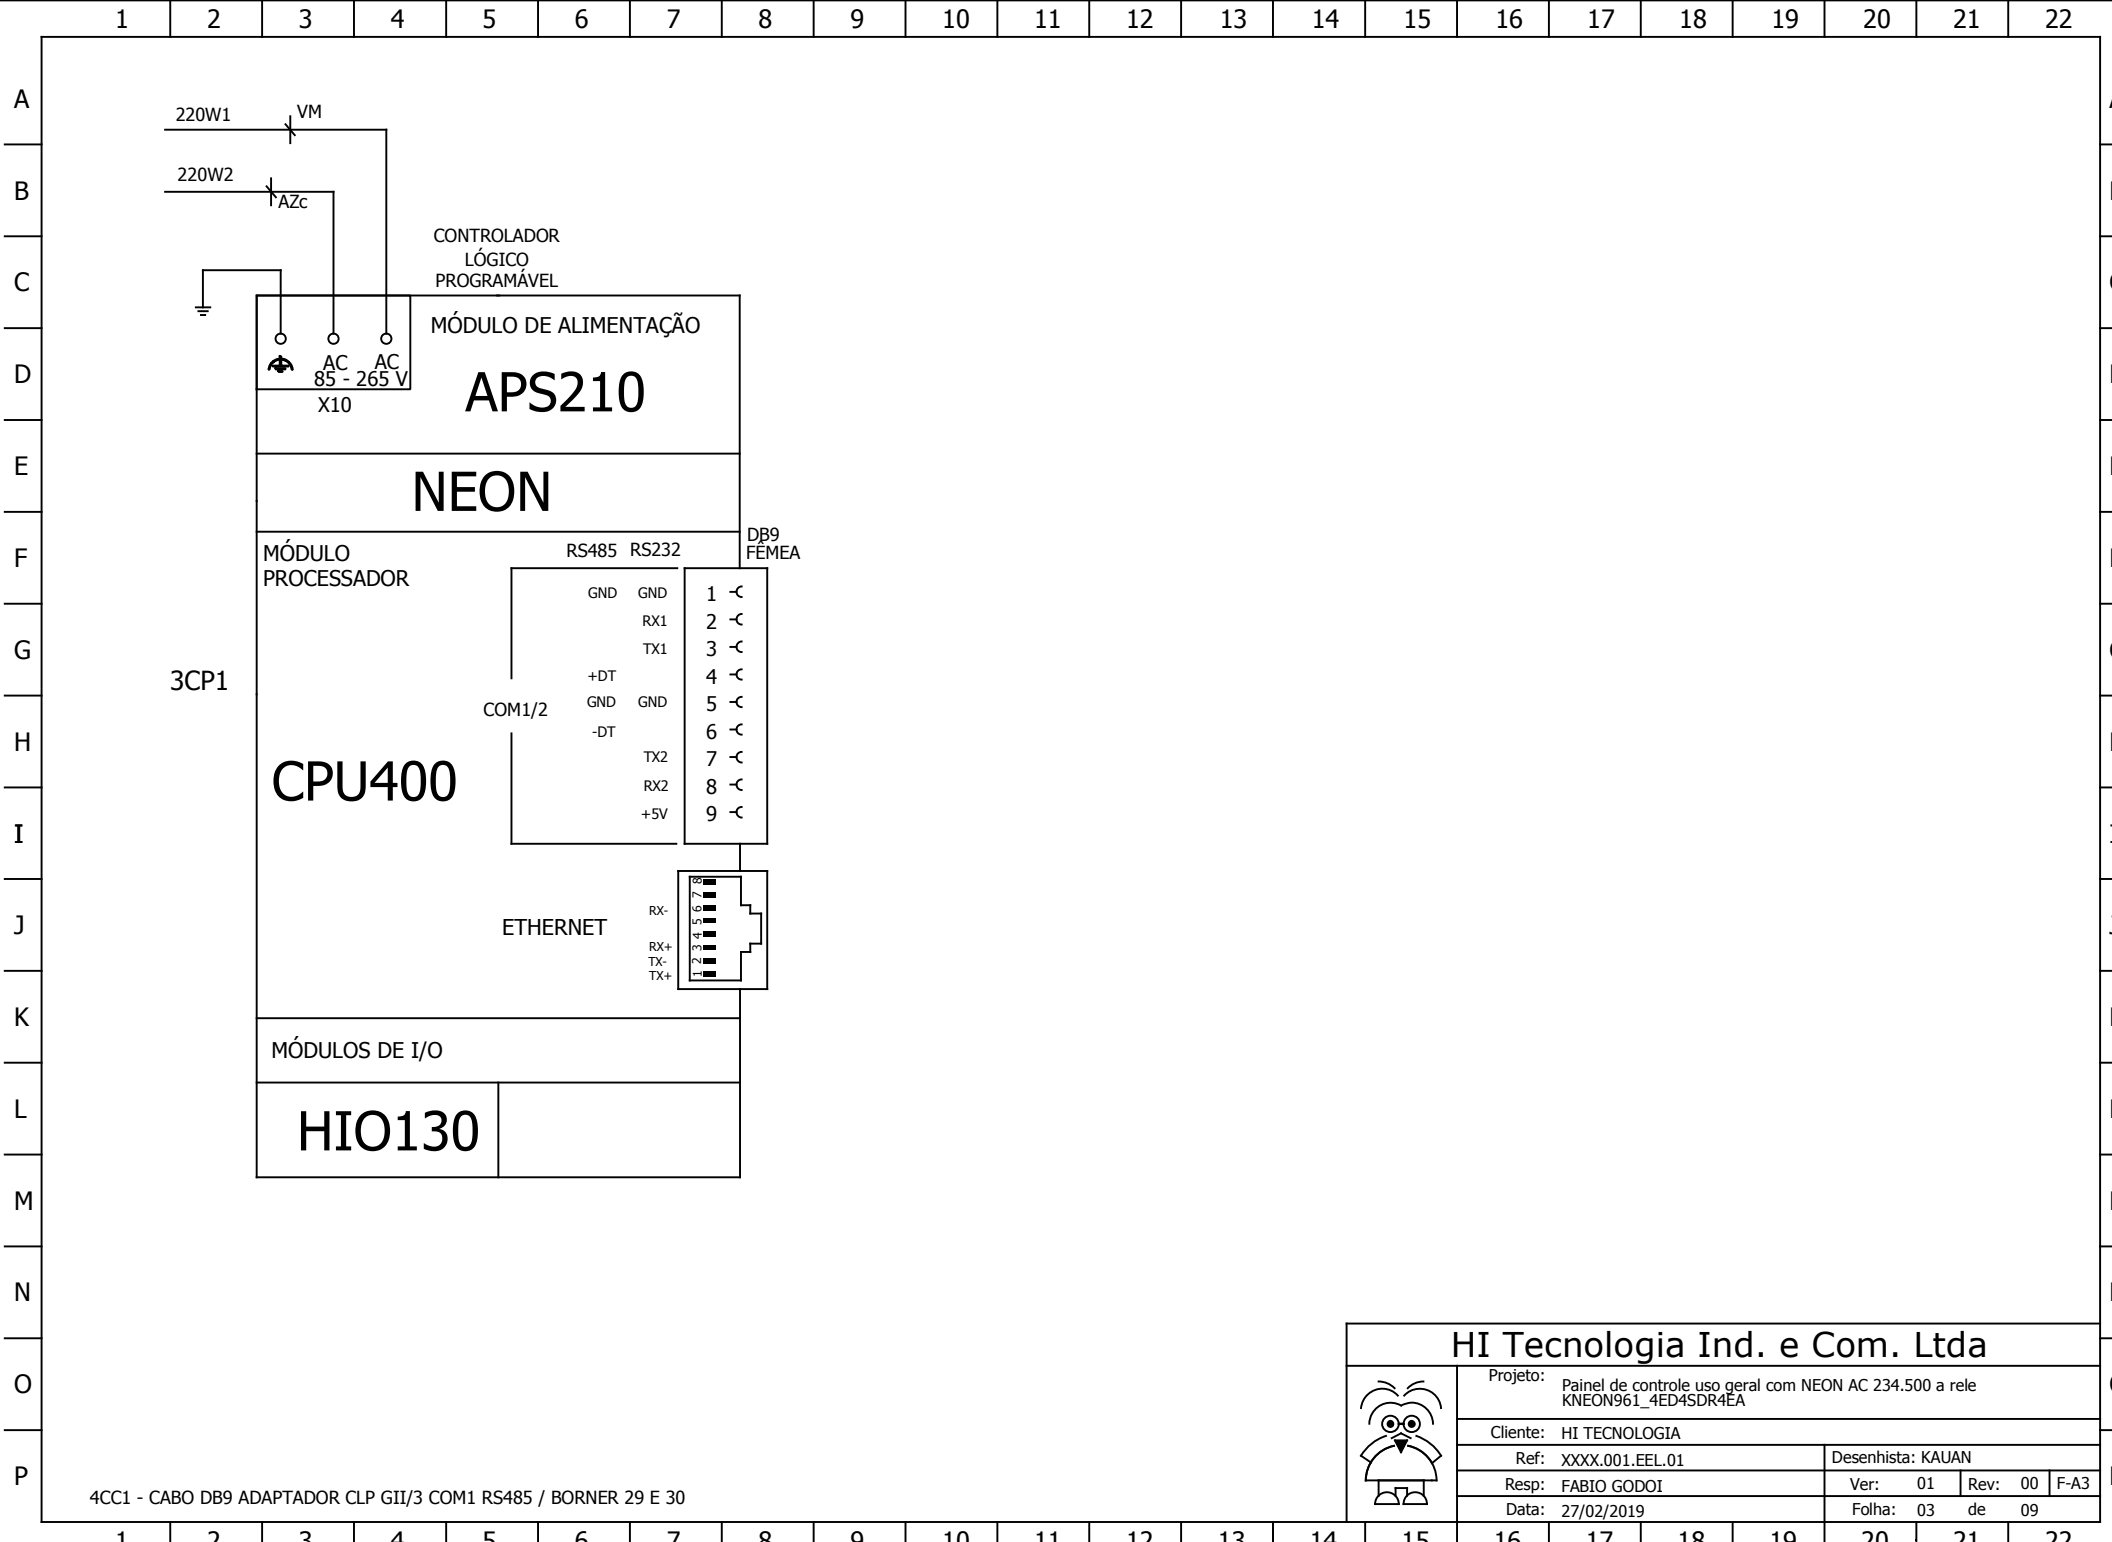 1 2 3 4 5 6 7 8 9 10 11 12 13 14 15 16 17 18 19 20 21 22
A
B
C
D
E
F
G
H
I
J
K
L
M
N
O
P
220W1
VM
220W2
AZc
CONTROLADOR
LÓGICO
PROGRAMÁVEL
MÓDULO DE ALIMENTAÇÃO
AC AC
85 - 265 V
X10
APS210
NEON
MÓDULO
PROCESSADOR
RS485 RS232
DB9
FÊMEA
GND GND 1
RX1 2
TX1 3
+DT 4
GND GND 5
-DT 6
TX2 7
RX2 8
+5V 9
COM1/2
3CP1
CPU400
ETHERNET
RX-
RX+
TX-
TX+
1 2 3 4 5 6 7 8
MÓDULOS DE I/O
HIO130
4CC1 - CABO DB9 ADAPTADOR CLP GII/3 COM1 RS485 / BORNER 29 E 30
HI Tecnologia Ind. e Com. Ltda
Projeto: Painel de controle uso geral com NEON AC 234.500 a rele
KNEON961_4ED4SDR4EA
Cliente: HI TECNOLOGIA
Ref: XXXX.001.EEL.01 Desenhista: KAUAN
Resp: FABIO GODOI Ver: 01 Rev: 00 F-A3
Data: 27/02/2019 Folha: 03 de 09
1 2 3 4 5 6 7 8 9 10 11 12 13 14 15 16 17 18 19 20 21 22